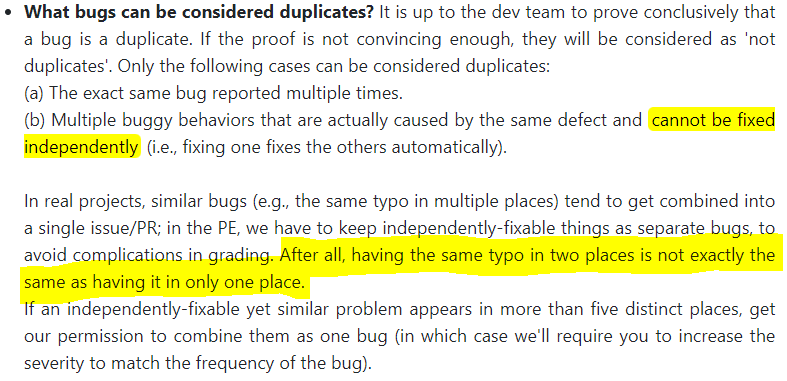 • What bugs can be considered duplicates? It is up to the dev team to prove conclusively that
a bug is a duplicate. If the proof is not convincing enough, they will be considered as 'not
duplicates'. Only the following cases can be considered duplicates:
(a) The exact same bug reported multiple times.
(b) Multiple buggy behaviors that are actually caused by the same defect and cannot be fixed
independently (i.e., fixing one fixes the others automatically).
In real projects, similar bugs (e.g., the same typo in multiple places) tend to get combined into
a single issue/PR; in the PE, we have to keep independently-fixable things as separate bugs, to
avoid complications in grading. After all, having the same typo in two places is not exactly the
same as having it in only one place.
If an independently-fixable yet similar problem appears in more than five distinct places, get
our permission to combine them as one bug (in which case we'll require you to increase the
severity to match the frequency of the bug).